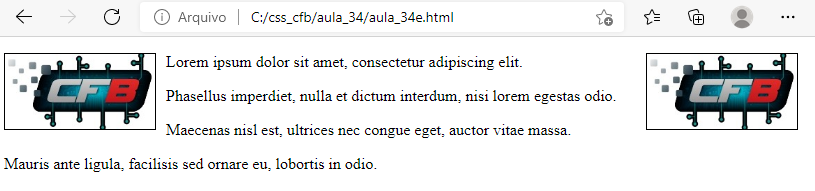 Arquivo C:/css_cfb/aula_34/aula_34e.html
CFB
Lorem ipsum dolor sit amet, consectetur adipiscing elit.
CFB
Phasellus imperdiet, nulla et dictum interdum, nisi lorem egestas odio.
Maecenas nisl est, ultrices nec congue eget, auctor vitae massa.
Mauris ante ligula, facilisis sed ornare eu, lobortis in odio.